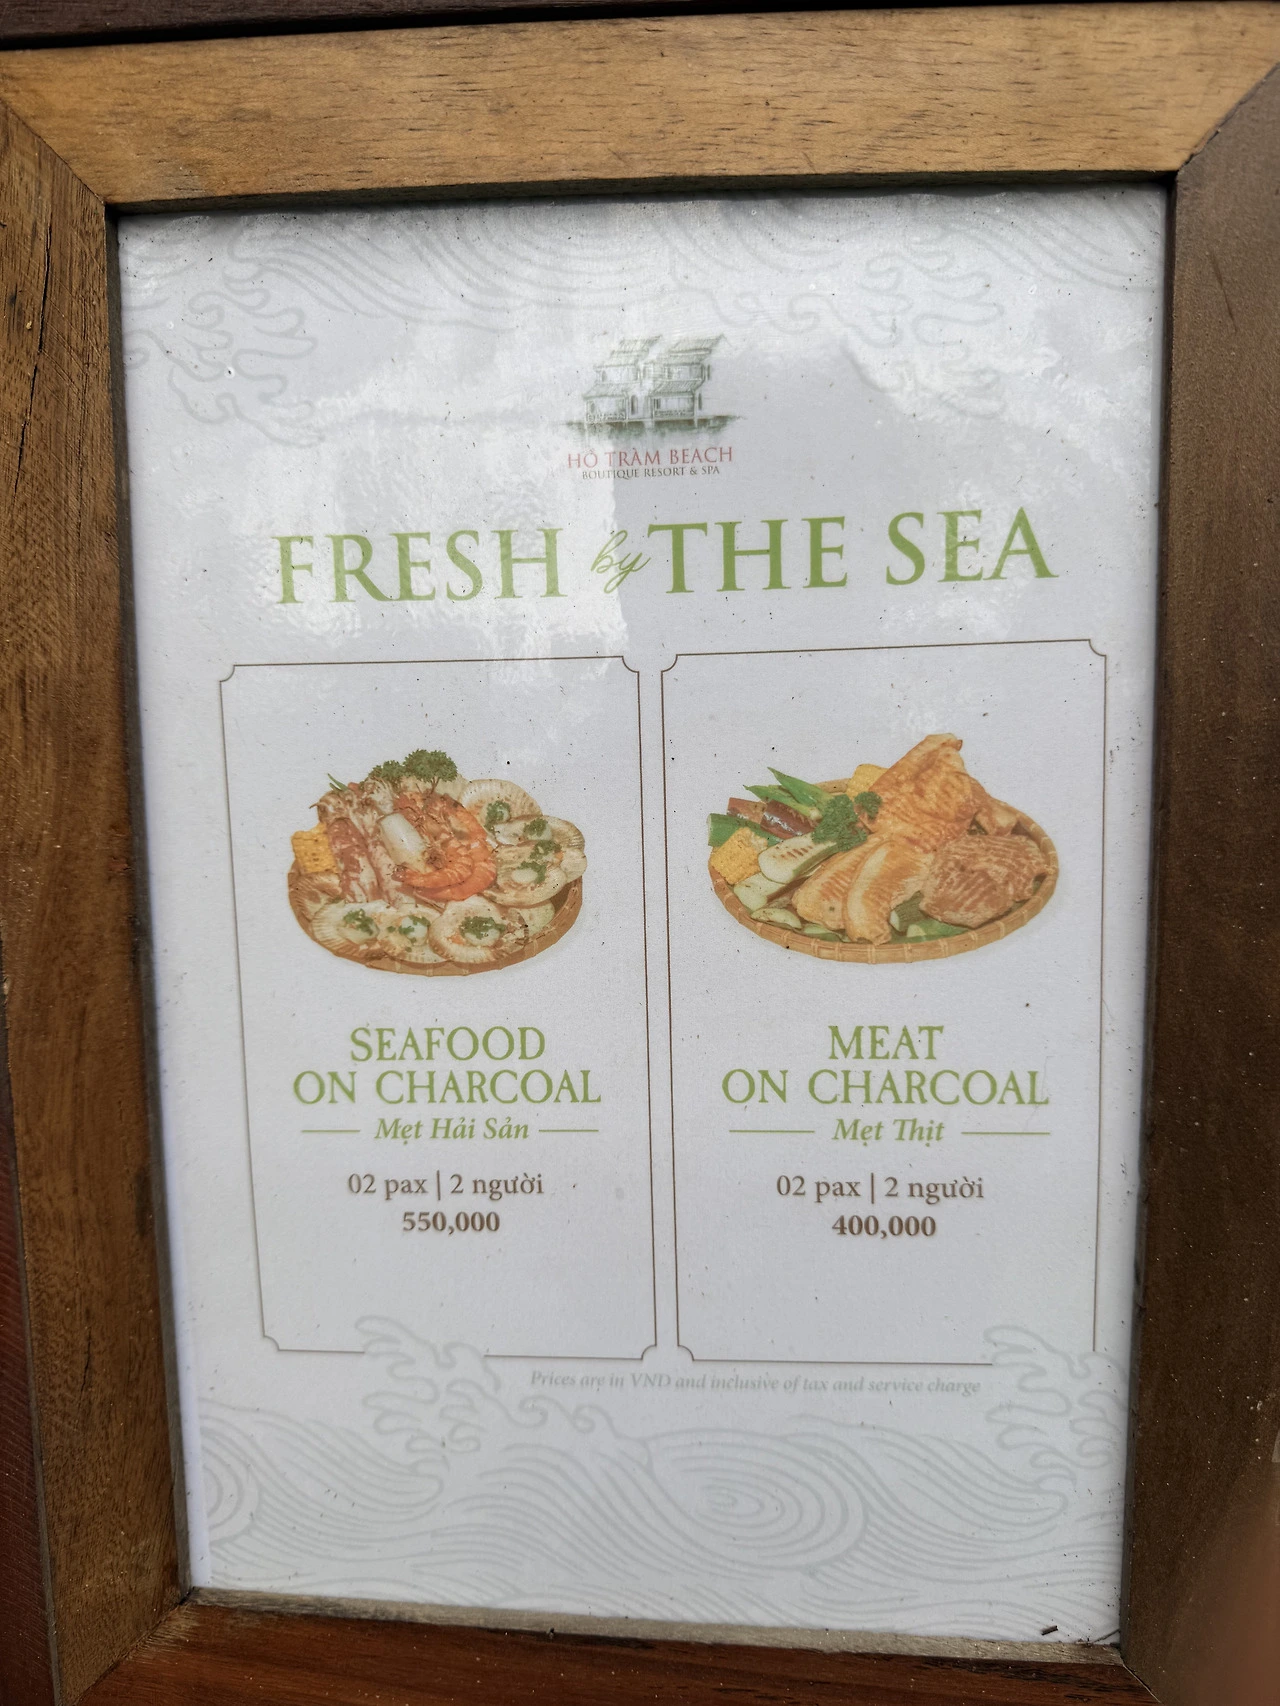 HỒ TRÀM BEACH
BOUTIQUE RESORT & SPA
FRESH by THE SEA
SEAFOOD
ON CHARCOAL
Mẹt Hải Sản
02 pax | 2 người
550,000
MEAT
ON CHARCOAL
Mẹt Thịt
02 pax | 2 người
400,000
Prices are in VND and inclusive of tax and service charge